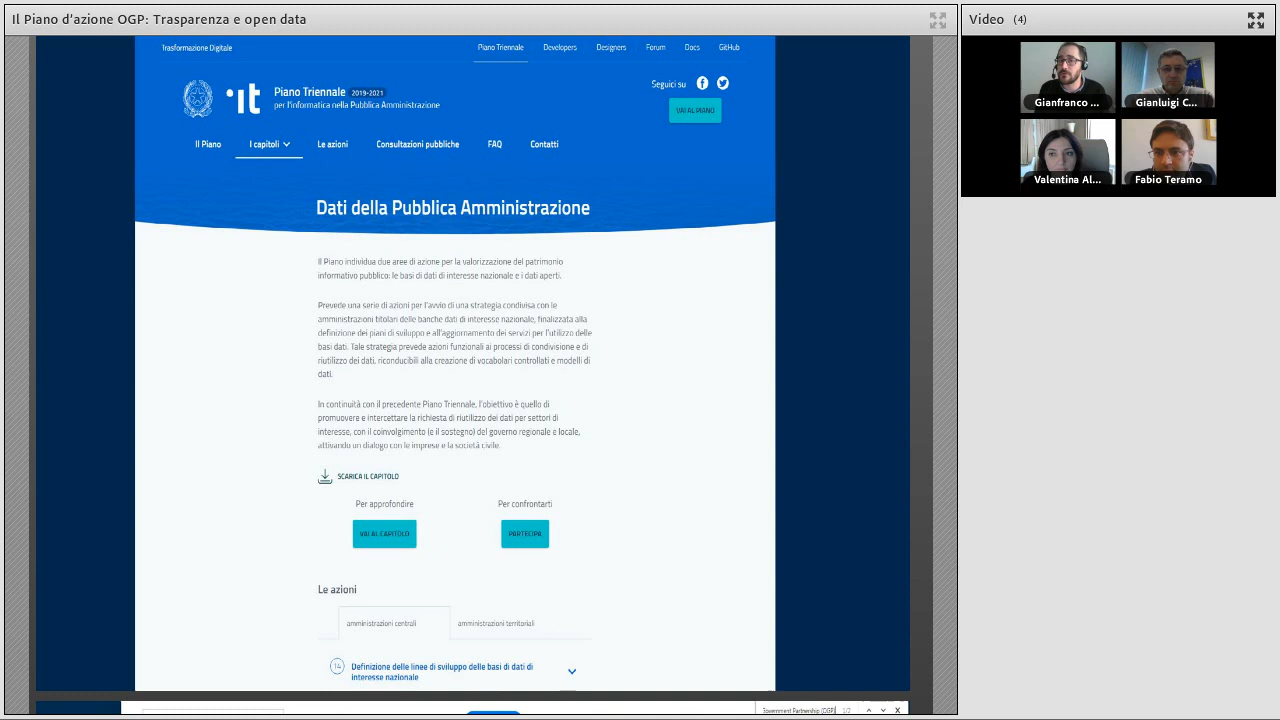 Il Piano d'azione OGP: Trasparenza e open data
Video (4)
Trasformazione Digitale
Piano Triennale Developers Designers Forum Docs GitHub
.it
Piano Triennale 2019-2021
per l'informatica nella Pubblica Amministrazione
Seguici su
VAI AL PIANO
Il Piano I capitoli Le azioni Consultazioni pubbliche FAQ Contatti
Dati della Pubblica Amministrazione
Il Piano individua due aree di azione per la valorizzazione del patrimonio
informativo pubblico: le basi di dati di interesse nazionale e i dati aperti.
Prevede una serie di azioni per l'avvio di una strategia condivisa con le
amministrazioni titolari delle banche dati di interesse nazionale, finalizzata alla
definizione dei piani di sviluppo e all'aggiornamento dei servizi per l'utilizzo delle
basi dati. Tale strategia prevede azioni funzionali ai processi di condivisione e di
riutilizzo dei dati, riconducibili alla creazione di vocabolari controllati e modelli di
dati.
In continuità con il precedente Piano Triennale, l'obiettivo è quello di
promuovere e intercettare la richiesta di riutilizzo dei dati per settori di
interesse, con il coinvolgimento (e il sostegno) del governo regionale e locale,
attivando un dialogo con le imprese e la società civile.
SCARICA IL CAPITOLO
Per approfondire Per confrontarti
VAI AL CAPITOLO PARTECIPA
Le azioni
amministrazioni centrali amministrazioni territoriali
14 Definizione delle linee di sviluppo delle basi di dati di
interesse nazionale
Government Partnership (OGP) 1/2 X
Gianfranco ... Gianluigi C...
Valentina Al... Fabio Teramo